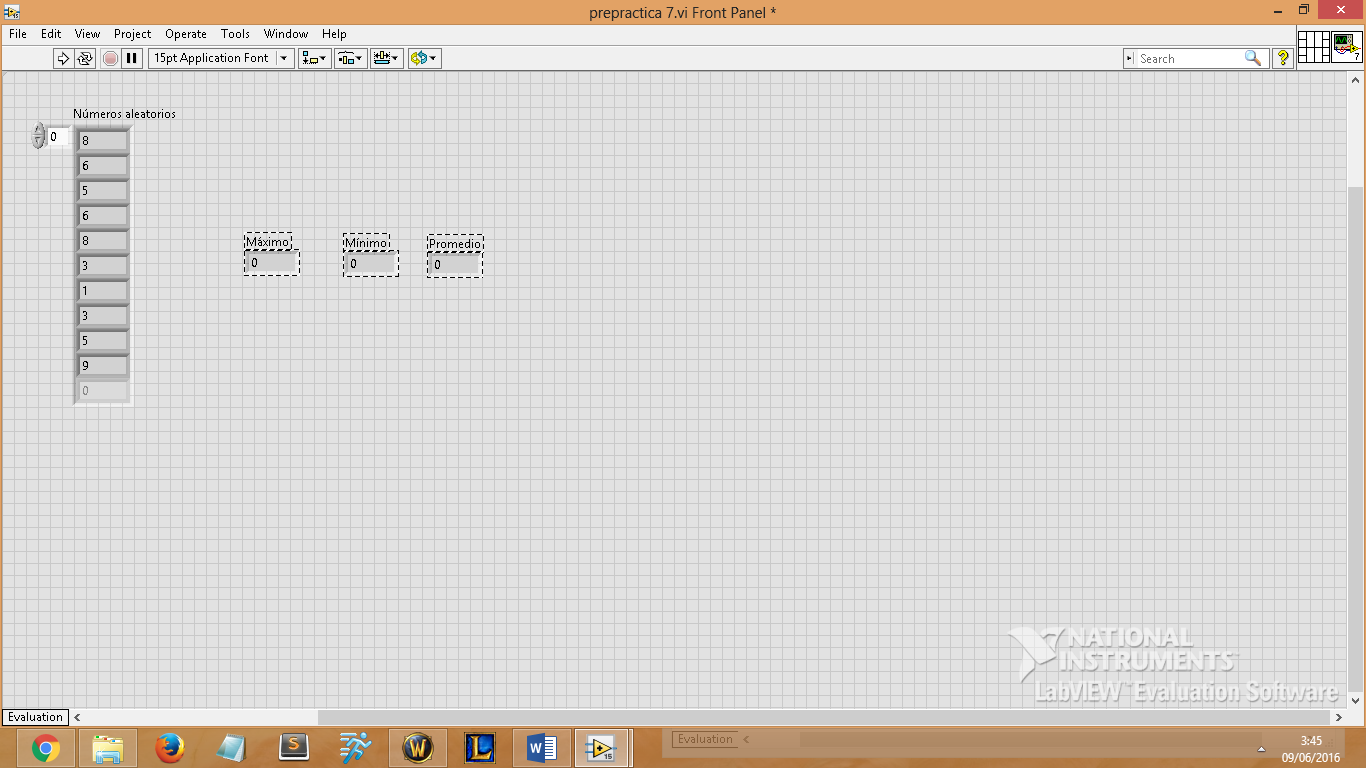 prepractica 7.vi Front Panel *
File Edit View Project Operate Tools Window Help
15pt Application Font
Search
7
Números aleatorios
0
8
6
5
6
8
3
1
3
5
9
0
Máximo Mínimo Promedio
0 0 0
NATIONAL
INSTRUMENTS
LabVIEW™ Evaluation Software
Evaluation
Evaluation
3:45
09/06/2016